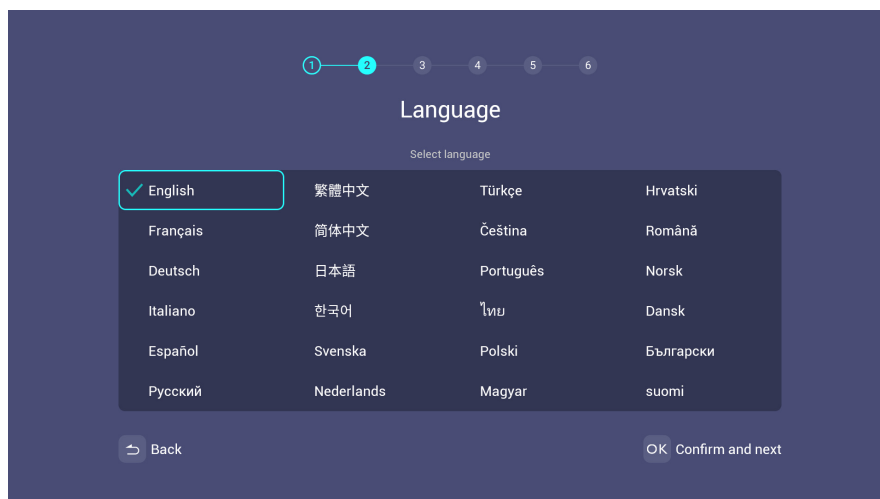 1 2 3 4 5 6
Language
Select language
English 繁體中文 Türkçe Hrvatski
Français 简体中文 Čeština Română
Deutsch 日本語 Português Norsk
Italiano 한국어 ไทย Dansk
Español Svenska Polski Български
Русский Nederlands Magyar suomi
Back OK Confirm and next